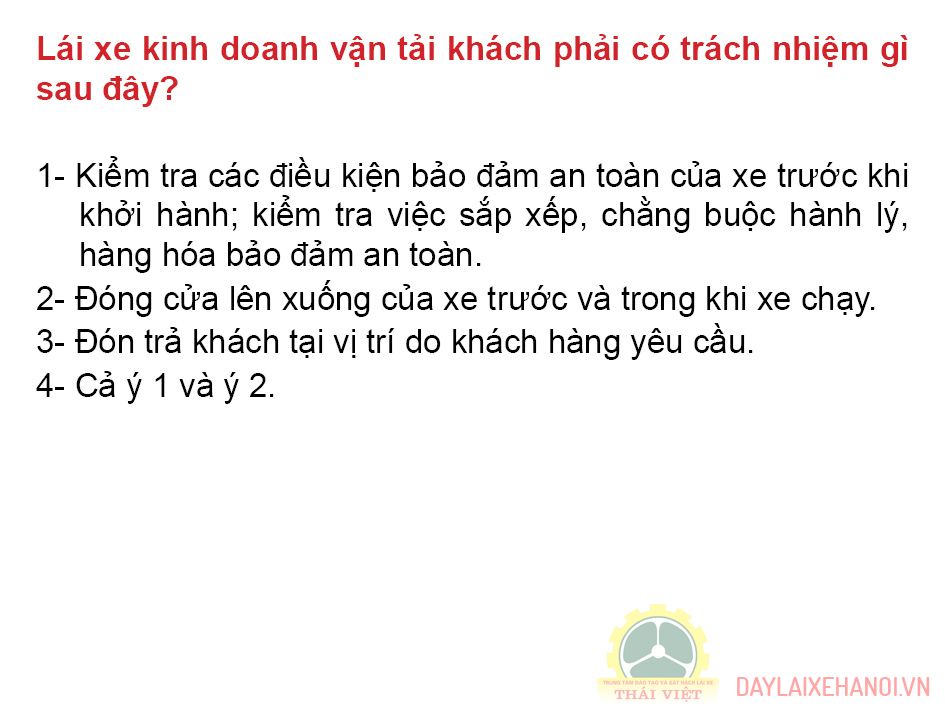 Lái xe kinh doanh vận tải khách phải có trách nhiệm gì
sau đây?
1- Kiểm tra các điều kiện bảo đảm an toàn của xe trước khi
khởi hành; kiểm tra việc sắp xếp, chằng buộc hành lý,
hàng hóa bảo đảm an toàn.
2- Đóng cửa lên xuống của xe trước và trong khi xe chạy.
3- Đón trả khách tại vị trí do khách hàng yêu cầu.
4- Cả ý 1 và ý 2.
TRUNG TÂM ĐÀO TẠO VÀ SÁT HẠCH LÁI XE
THÁI VIỆT
DAYLAIXEHANOI.VN